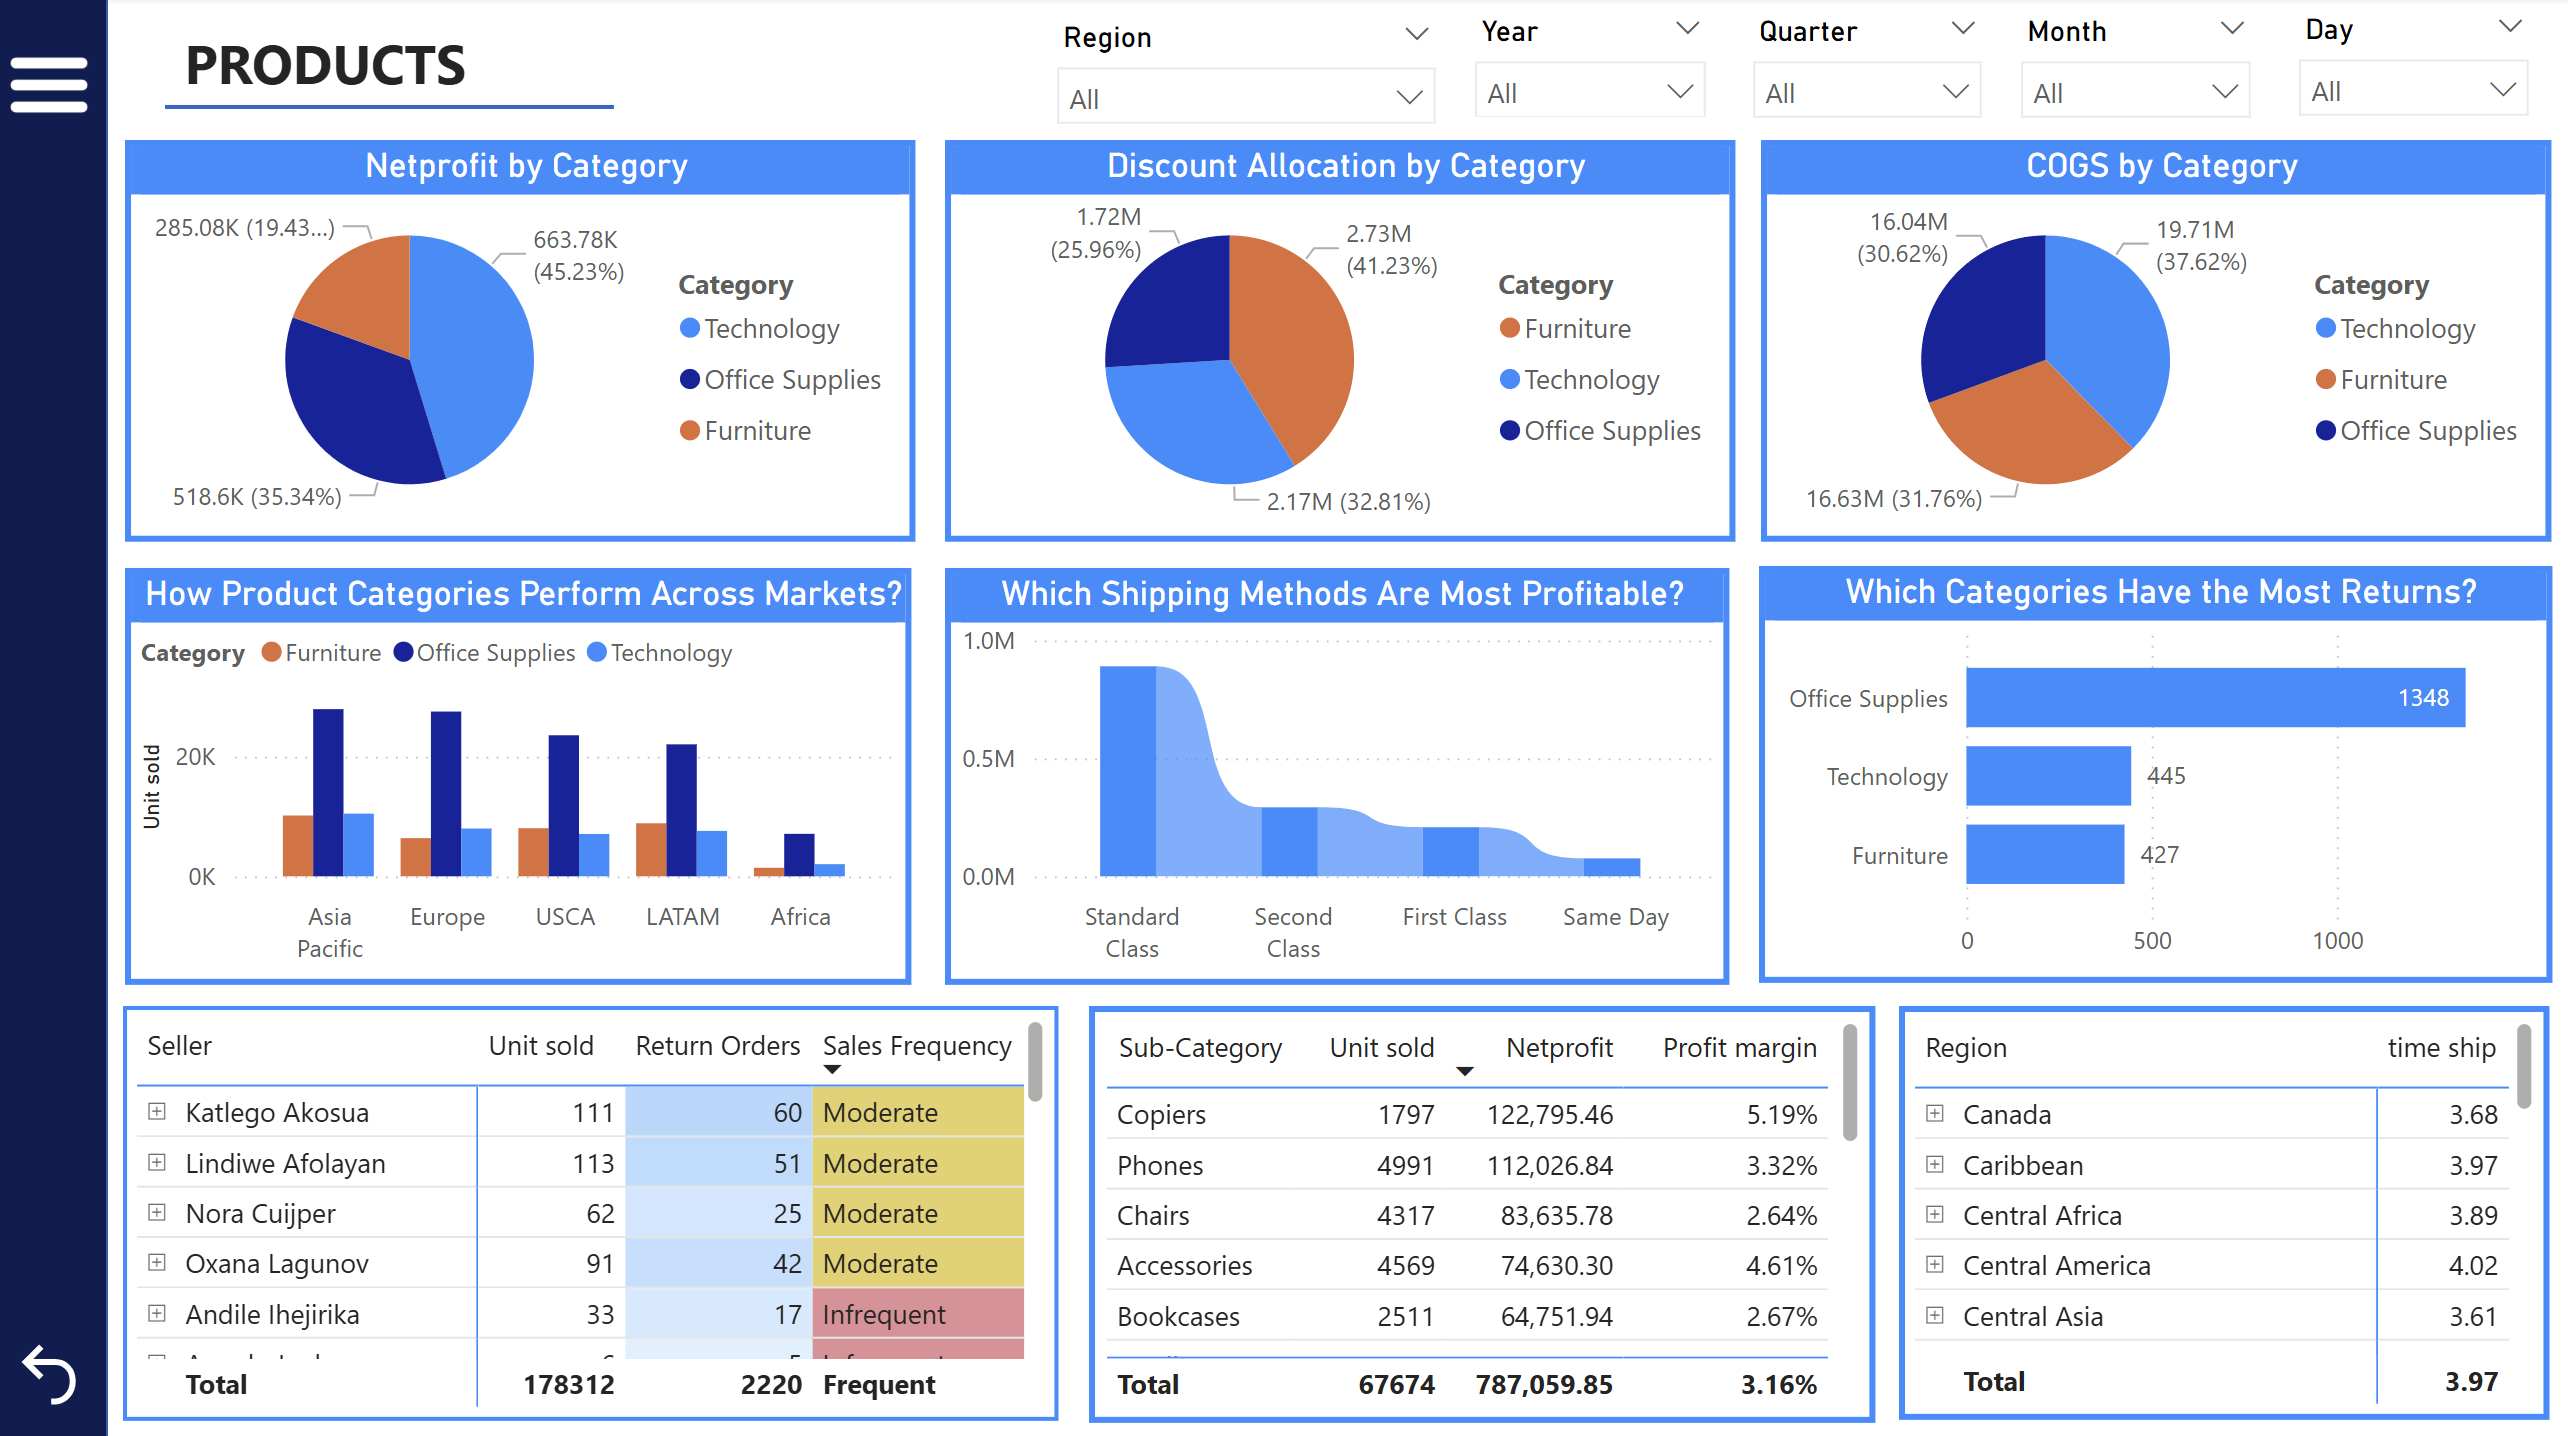 PRODUCTS
Region
All
Year
All
Quarter
All
Month
All
Day
All
Netprofit by Category
285.08K (19.43...)
663.78K
(45.23%)
518.6K (35.34%)
Category
Technology
Office Supplies
Furniture
Discount Allocation by Category
1.72M
(25.96%)
2.73M
(41.23%)
2.17M (32.81%)
Category
Furniture
Technology
Office Supplies
COGS by Category
16.04M
(30.62%)
19.71M
(37.62%)
16.63M (31.76%)
Category
Technology
Furniture
Office Supplies
How Product Categories Perform Across Markets?
Category Furniture Office Supplies Technology
Unit sold
20K
0K
Asia
Pacific
Europe
USCA
LATAM
Africa
Which Shipping Methods Are Most Profitable?
1.0M
0.5M
0.0M
Standard
Class
Second
Class
First Class
Same Day
Which Categories Have the Most Returns?
Office Supplies 1348
Technology 445
Furniture 427
0 500 1000
Seller Unit sold Return Orders Sales Frequency
Katlego Akosua 111 60 Moderate
Lindiwe Afolayan 113 51 Moderate
Nora Cuijper 62 25 Moderate
Oxana Lagunov 91 42 Moderate
Andile Ihejirika 33 17 Infrequent
Total 178312 2220 Frequent
Sub-Category Unit sold Netprofit Profit margin
Copiers 1797 122,795.46 5.19%
Phones 4991 112,026.84 3.32%
Chairs 4317 83,635.78 2.64%
Accessories 4569 74,630.30 4.61%
Bookcases 2511 64,751.94 2.67%
Total 67674 787,059.85 3.16%
Region time ship
Canada 3.68
Caribbean 3.97
Central Africa 3.89
Central America 4.02
Central Asia 3.61
Total 3.97